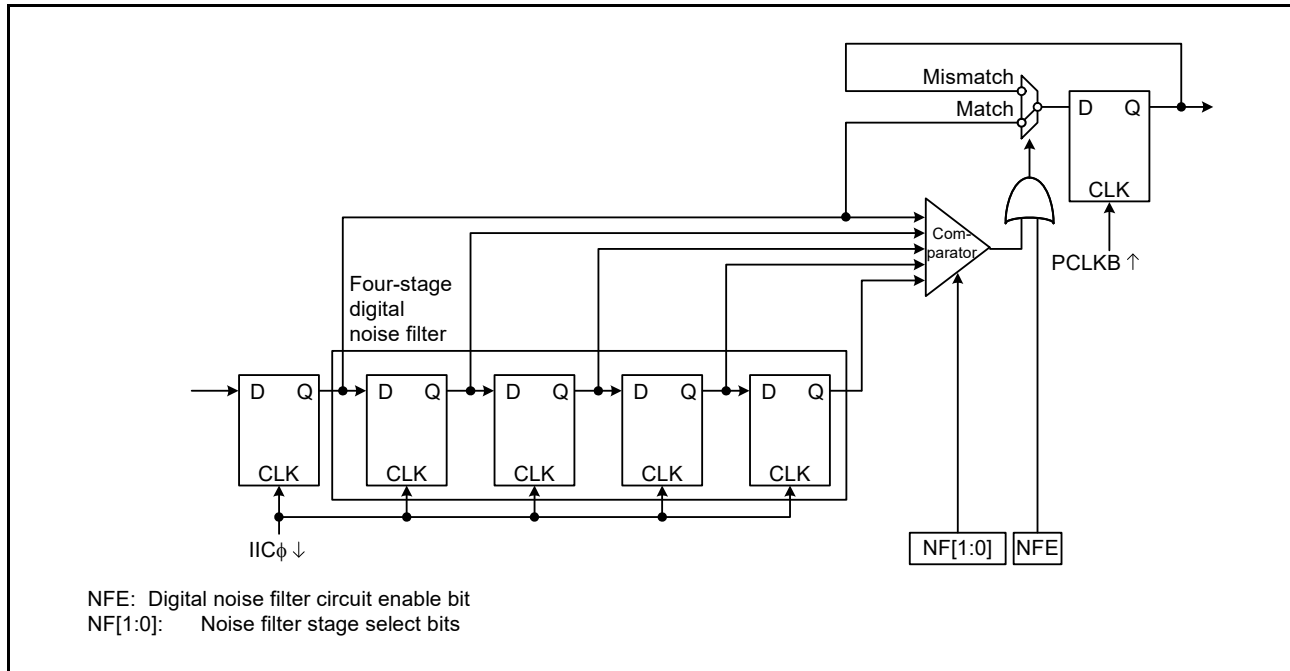 Mismatch
Match
D Q
CLK
PCLKB ↑
Com-
parator
Four-stage
digital
noise filter
D Q
CLK
D Q
CLK
D Q
CLK
D Q
CLK
D Q
CLK
IICϕ ↓
NF[1:0]
NFE
NFE: Digital noise filter circuit enable bit
NF[1:0]: Noise filter stage select bits